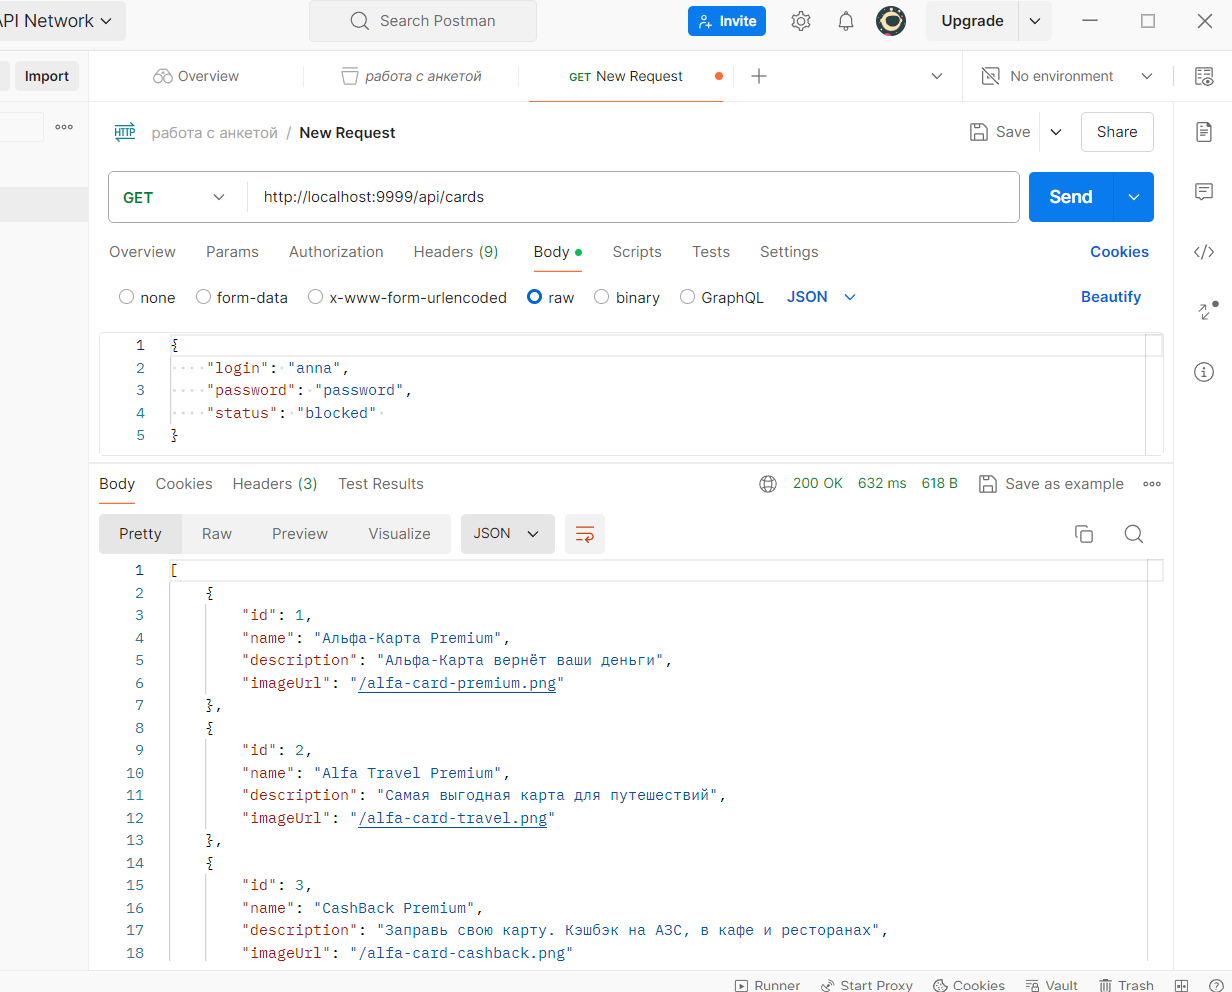 API Network
Search Postman
Invite
Upgrade
Import
Overview
работа с анкетой
GET New Request
No environment
HTTP
работа с анкетой / New Request
Save
Share
GET
http://localhost:9999/api/cards
Send
Overview
Params
Authorization
Headers (9)
Body
Scripts
Tests
Settings
Cookies
none
form-data
x-www-form-urlencoded
raw
binary
GraphQL
JSON
Beautify
1 {
2 "login": "anna",
3 "password": "password",
4 "status": "blocked"
5 }
Body
Cookies
Headers (3)
Test Results
200 OK
632 ms
618 B
Save as example
Pretty
Raw
Preview
Visualize
JSON
1 [
2 {
3 "id": 1,
4 "name": "Альфа-Карта Premium",
5 "description": "Альфа-Карта вернёт ваши деньги",
6 "imageUrl": "/alfa-card-premium.png"
7 },
8 {
9 "id": 2,
10 "name": "Alfa Travel Premium",
11 "description": "Самая выгодная карта для путешествий",
12 "imageUrl": "/alfa-card-travel.png"
13 },
14 {
15 "id": 3,
16 "name": "CashBack Premium",
17 "description": "Заправь свою карту. Кэшбэк на АЗС, в кафе и ресторанах",
18 "imageUrl": "/alfa-card-cashback.png"
Runner
Start Proxy
Cookies
Vault
Trash